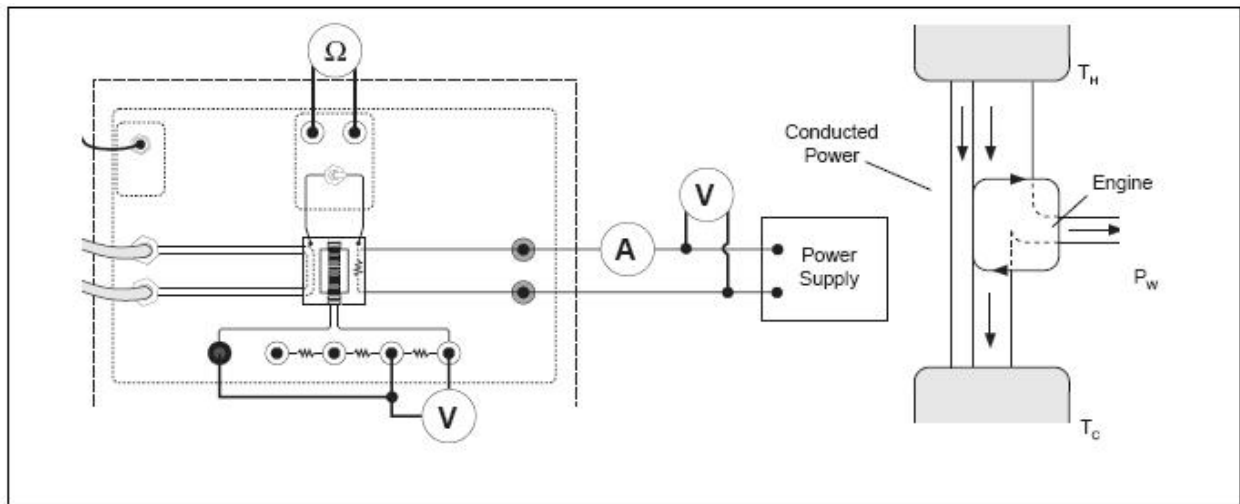 Ω
A
V
Power
Supply
V
T_H
Conducted
Power
Engine
P_W
T_C